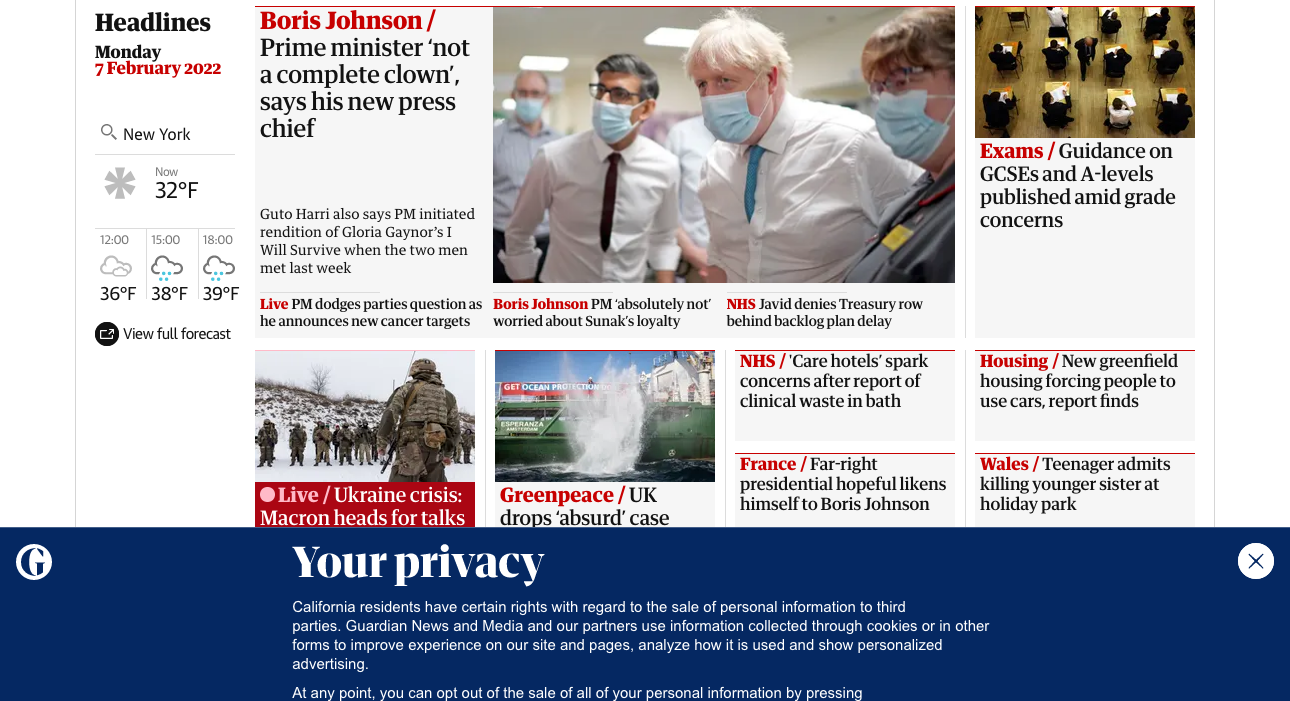 Headlines
Monday
7 February 2022
New York
Now
32°F
12:00
36°F
15:00
38°F
18:00
39°F
View full forecast
Boris Johnson /
Prime minister ‘not
a complete clown’,
says his new press
chief
Guto Harri also says PM initiated
rendition of Gloria Gaynor’s I
Will Survive when the two men
met last week
Live PM dodges parties question as
he announces new cancer targets
Boris Johnson PM ‘absolutely not’
worried about Sunak’s loyalty
NHS Javid denies Treasury row
behind backlog plan delay
Exams / Guidance on
GCSEs and A-levels
published amid grade
concerns
Live / Ukraine crisis:
Macron heads for talks
GET OCEAN PROTECTION
ESPERANZA
AMSTERDAM
Greenpeace / UK
drops ‘absurd’ case
NHS / 'Care hotels’ spark
concerns after report of
clinical waste in bath
France / Far-right
presidential hopeful likens
himself to Boris Johnson
Housing / New greenfield
housing forcing people to
use cars, report finds
Wales / Teenager admits
killing younger sister at
holiday park
G
Your privacy
California residents have certain rights with regard to the sale of personal information to third
parties. Guardian News and Media and our partners use information collected through cookies or in other
forms to improve experience on our site and pages, analyze how it is used and show personalized
advertising.
At any point, you can opt out of the sale of all of your personal information by pressing